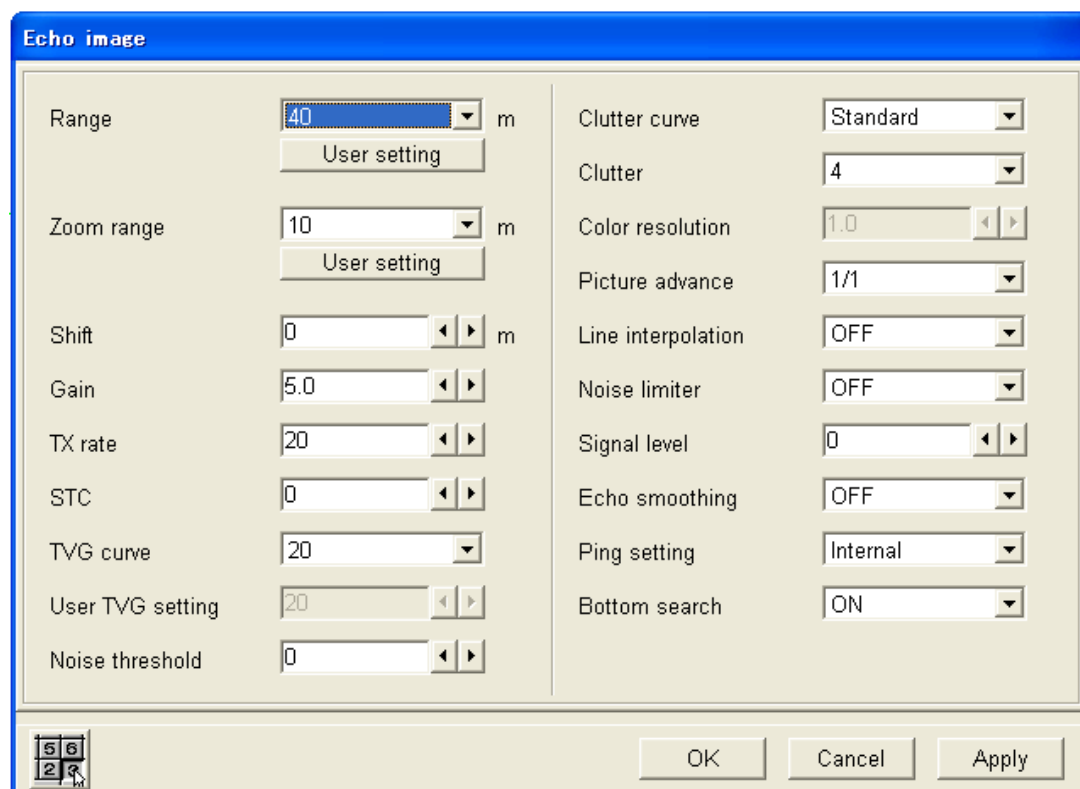 Echo image
Range 40 m
User setting
Zoom range 10 m
User setting
Shift 0 m
Gain 5.0
TX rate 20
STC 0
TVG curve 20
User TVG setting 20
Noise threshold 0
Clutter curve Standard
Clutter 4
Color resolution 1.0
Picture advance 1/1
Line interpolation OFF
Noise limiter OFF
Signal level 0
Echo smoothing OFF
Ping setting Internal
Bottom search ON
5 6
2 3
OK Cancel Apply